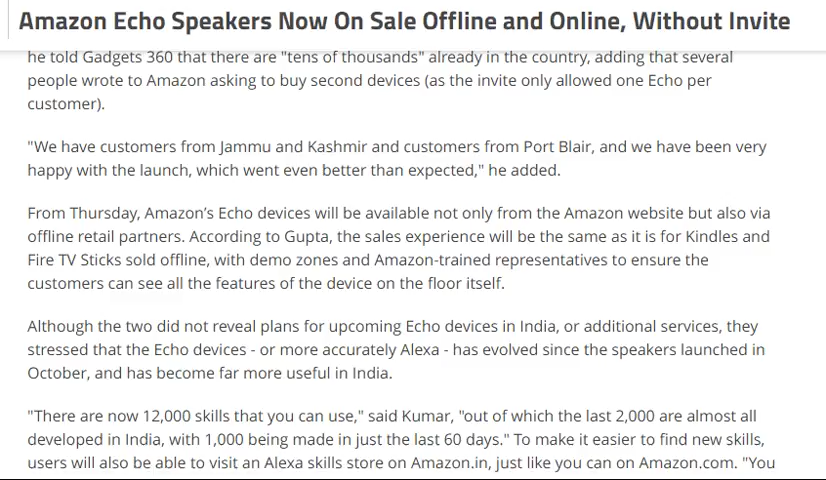 Amazon Echo Speakers Now On Sale Offline and Online, Without Invite
he told Gadgets 360 that there are "tens of thousands" already in the country, adding that several
people wrote to Amazon asking to buy second devices (as the invite only allowed one Echo per
customer).
"We have customers from Jammu and Kashmir and customers from Port Blair, and we have been very
happy with the launch, which went even better than expected," he added.
From Thursday, Amazon’s Echo devices will be available not only from the Amazon website but also via
offline retail partners. According to Gupta, the sales experience will be the same as it is for Kindles and
Fire TV Sticks sold offline, with demo zones and Amazon-trained representatives to ensure the
customers can see all the features of the device on the floor itself.
Although the two did not reveal plans for upcoming Echo devices in India, or additional services, they
stressed that the Echo devices - or more accurately Alexa - has evolved since the speakers launched in
October, and has become far more useful in India.
"There are now 12,000 skills that you can use," said Kumar, "out of which the last 2,000 are almost all
developed in India, with 1,000 being made in just the last 60 days." To make it easier to find new skills,
users will also be able to visit an Alexa skills store on Amazon.in, just like you can on Amazon.com. "You